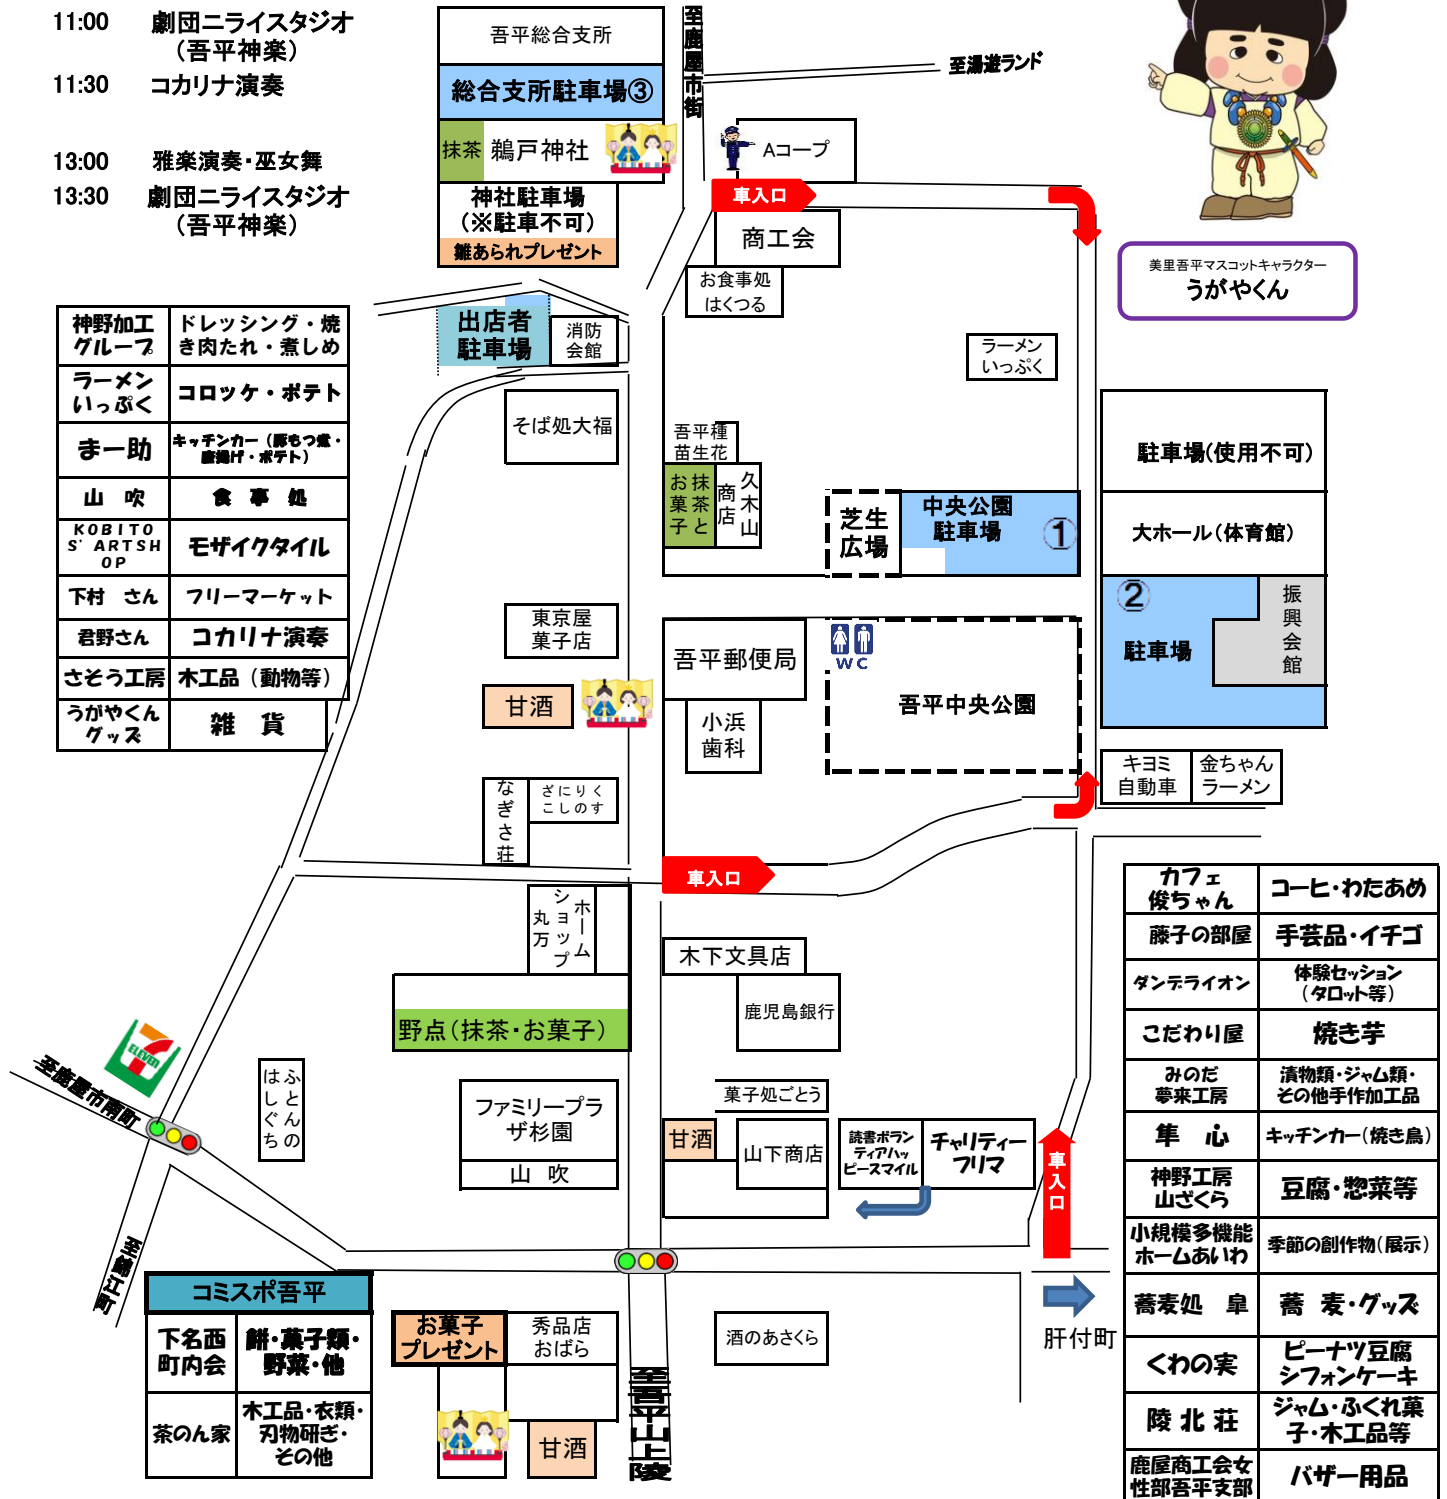 11:00 劇団ニライスタジオ
(吾平神楽)
11:30 コカリナ演奏
13:00 雅楽演奏・巫女舞
13:30 劇団ニライスタジオ
(吾平神楽)
吾平総合支所
総合支所駐車場③
抹茶 鵜戸神社
神社駐車場
(※駐車不可)
雛あられプレゼント
至鹿屋市街
至湯遊ランド
Aコープ
車入口
商工会
お食事処
はくつる
美里吾平マスコットキャラクター
うがやくん
神野加工
グループ
ドレッシング・焼
き肉たれ・煮しめ
ラーメン
いっぷく
コロッケ・ポテト
まー助
キッチンカー(豚もつ煮・
唐揚げ・ポテト)
山 吹
食 事 処
KOBITO
S' ARTSH
OP
モザイクタイル
下村 さん
フリーマーケット
君野さん
コカリナ演奏
さそう工房
木工品(動物等)
うがやくん
グッズ
雑 貨
出店者
駐車場
消防
会館
そば処大福
ラーメン
いっぷく
吾平種
苗生花
抹茶と
お菓子
久木山
商店
芝生
広場
中央公園
駐車場
①
駐車場(使用不可)
大ホール(体育館)
②
駐車場
振興会館
東京屋
菓子店
甘酒
吾平郵便局
小浜
歯科
WC
吾平中央公園
キヨミ
自動車
金ちゃん
ラーメン
なぎさ荘
ざにりく
こしのす
車入口
ホーム
ショップ
丸万
木下文具店
鹿児島銀行
野点(抹茶・お菓子)
7
ELEVEN
至鹿屋市南町
ふとんの
はしぐち
ファミリープラ
ザ杉園
山 吹
菓子処ごとう
甘酒
山下商店
読書ボラン
ティアハッ
ピースマイル
チャリティー
フリマ
車入口
至錦江町
肝付町
コミスポ吾平
下名西
町内会
餅・菓子類・
野菜・他
茶のん家
木工品・衣類・
刃物研ぎ・
その他
お菓子
プレゼント
秀品店
おばら
甘酒
至吾平山上陵
酒のあさくら
カフェ
俊ちゃん
コーヒ・わたあめ
藤子の部屋
手芸品・イチゴ
ダンデライオン
体験セッション
(タロット等)
こだわり屋
焼き芋
みのだ
夢来工房
漬物類・ジャム類・
その他手作加工品
隼 心
キッチンカー(焼き鳥)
神野工房
山ざくら
豆腐・惣菜等
小規模多機能
ホームあいわ
季節の創作物(展示)
蕎麦処 皐
蕎 麦・グッズ
くわの実
ピーナツ豆腐
シフォンケーキ
陵 北 荘
ジャム・ふくれ菓
子・木工品等
鹿屋商工会女
性部吾平支部
バザー用品